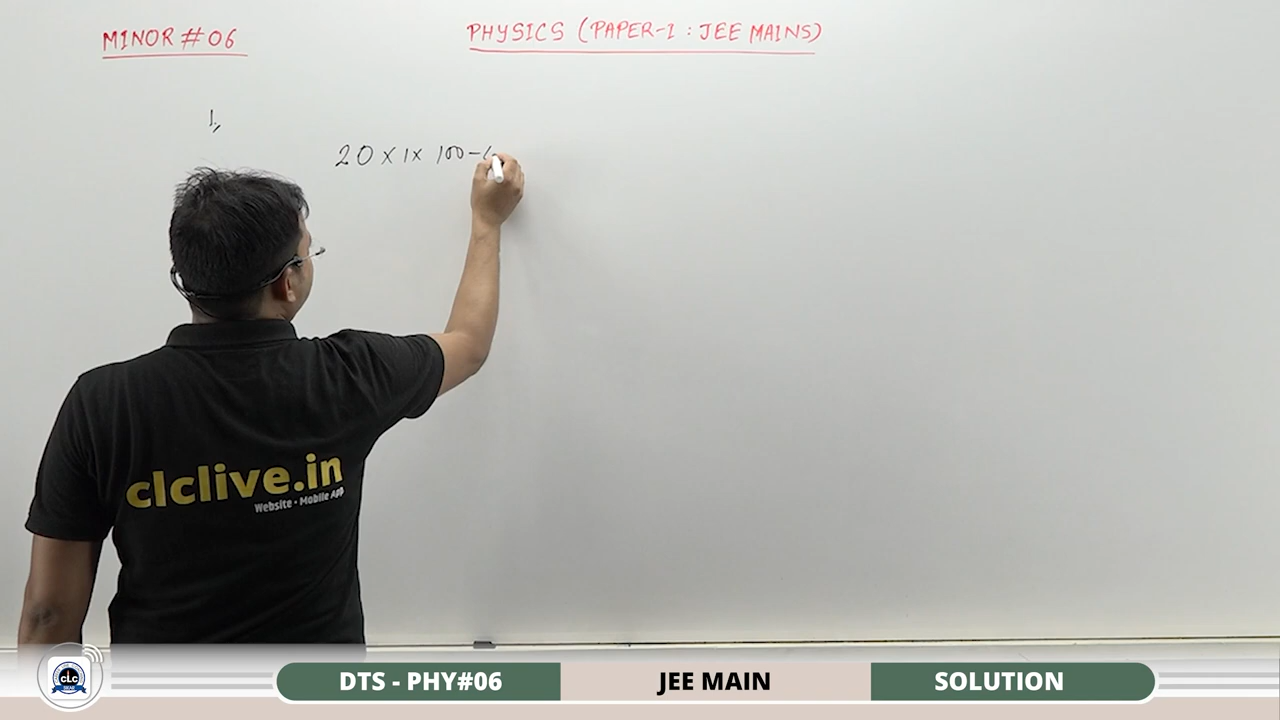 MINOR # 06
PHYSICS (PAPER-1 : JEE MAINS)
1.
20 × 1 × 100 -
clclive.in
Website • Mobile App
CLC
DTS - PHY#06
JEE MAIN
SOLUTION